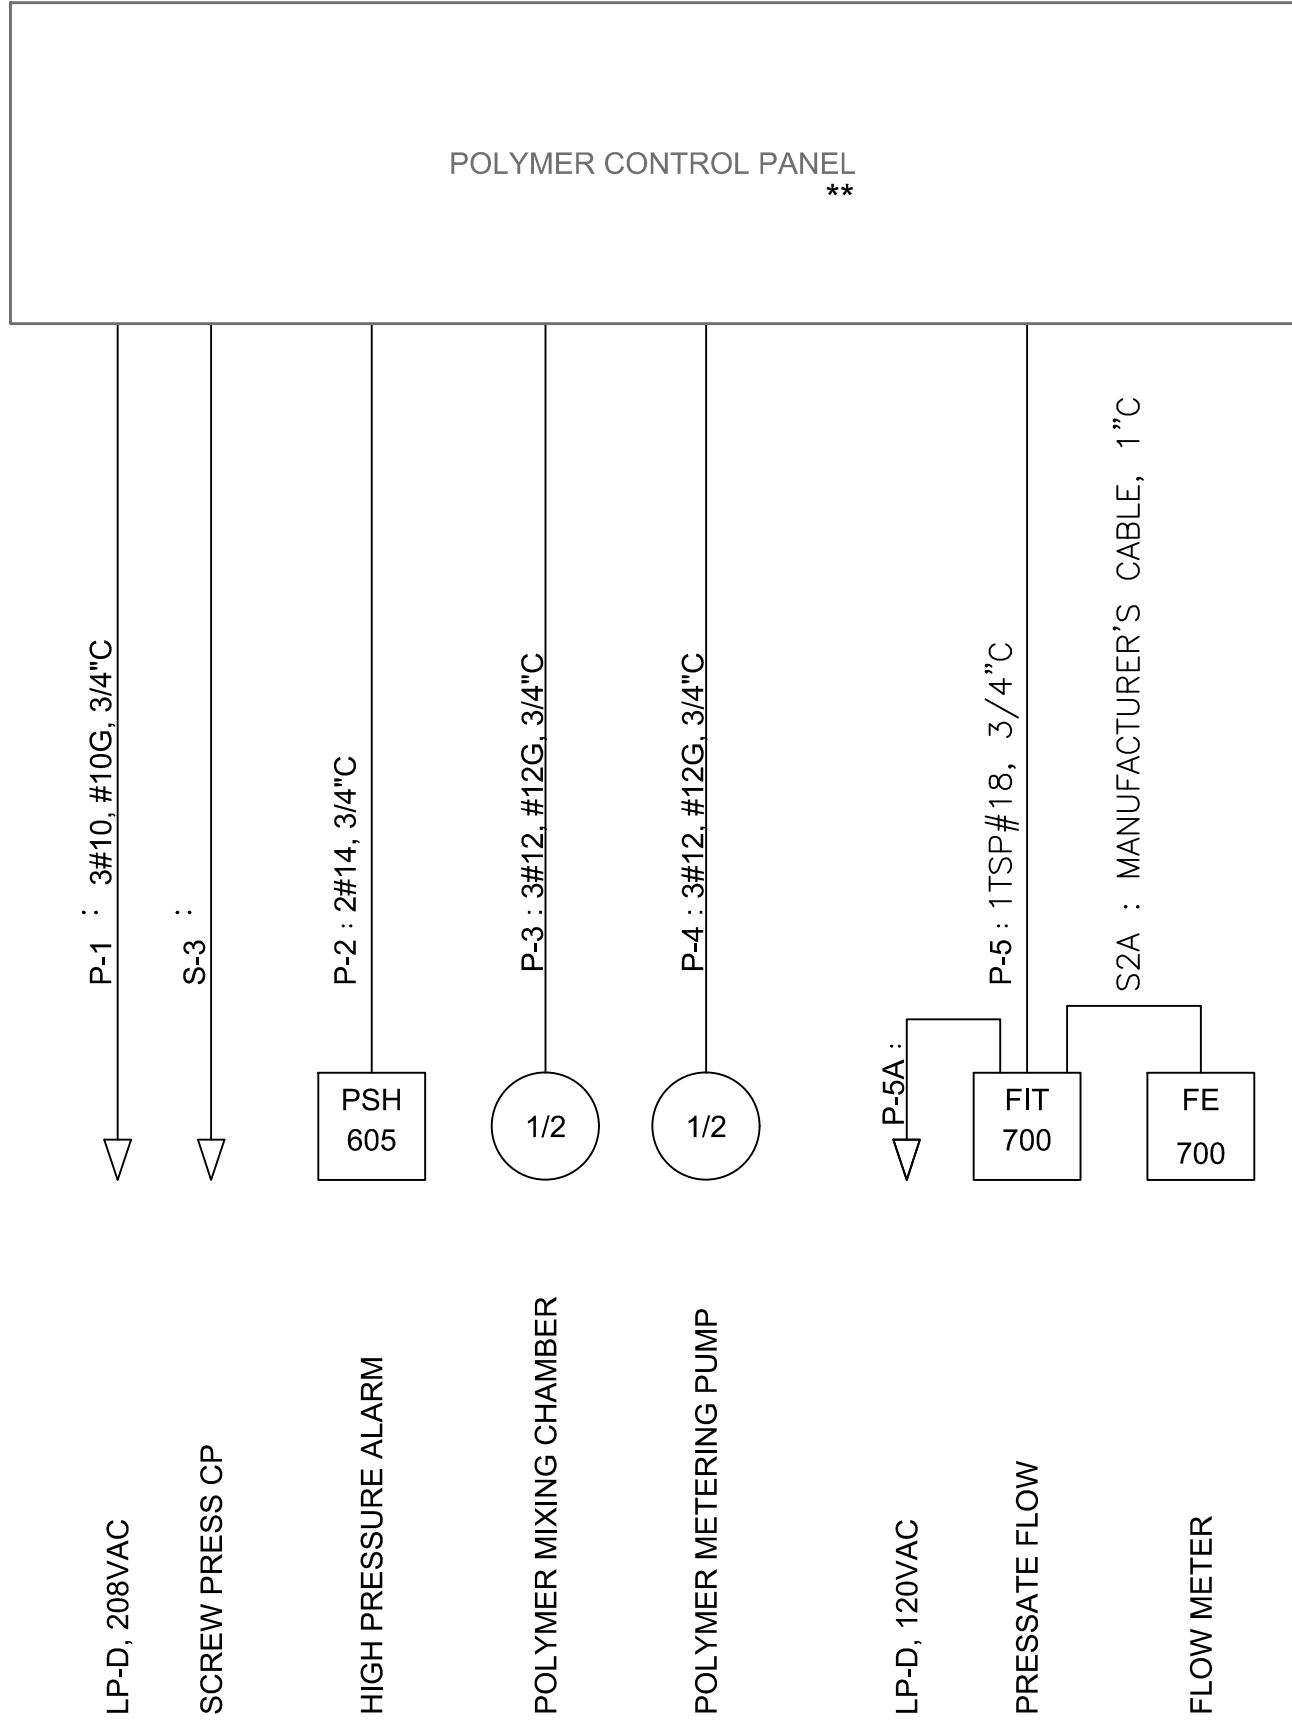 POLYMER CONTROL PANEL
**
P-1 : 3#10, #10G, 3/4"C
S-3 :
P-2 : 2#14, 3/4"C
P-3 : 3#12, #12G, 3/4"C
P-4 : 3#12, #12G, 3/4"C
P-5A :
P-5 : 1TSP#18, 3/4"C
S2A : MANUFACTURER'S CABLE, 1"C
PSH
605
1/2
1/2
FIT
700
FE
700
LP-D, 208VAC
SCREW PRESS CP
HIGH PRESSURE ALARM
POLYMER MIXING CHAMBER
POLYMER METERING PUMP
LP-D, 120VAC
PRESSATE FLOW
FLOW METER